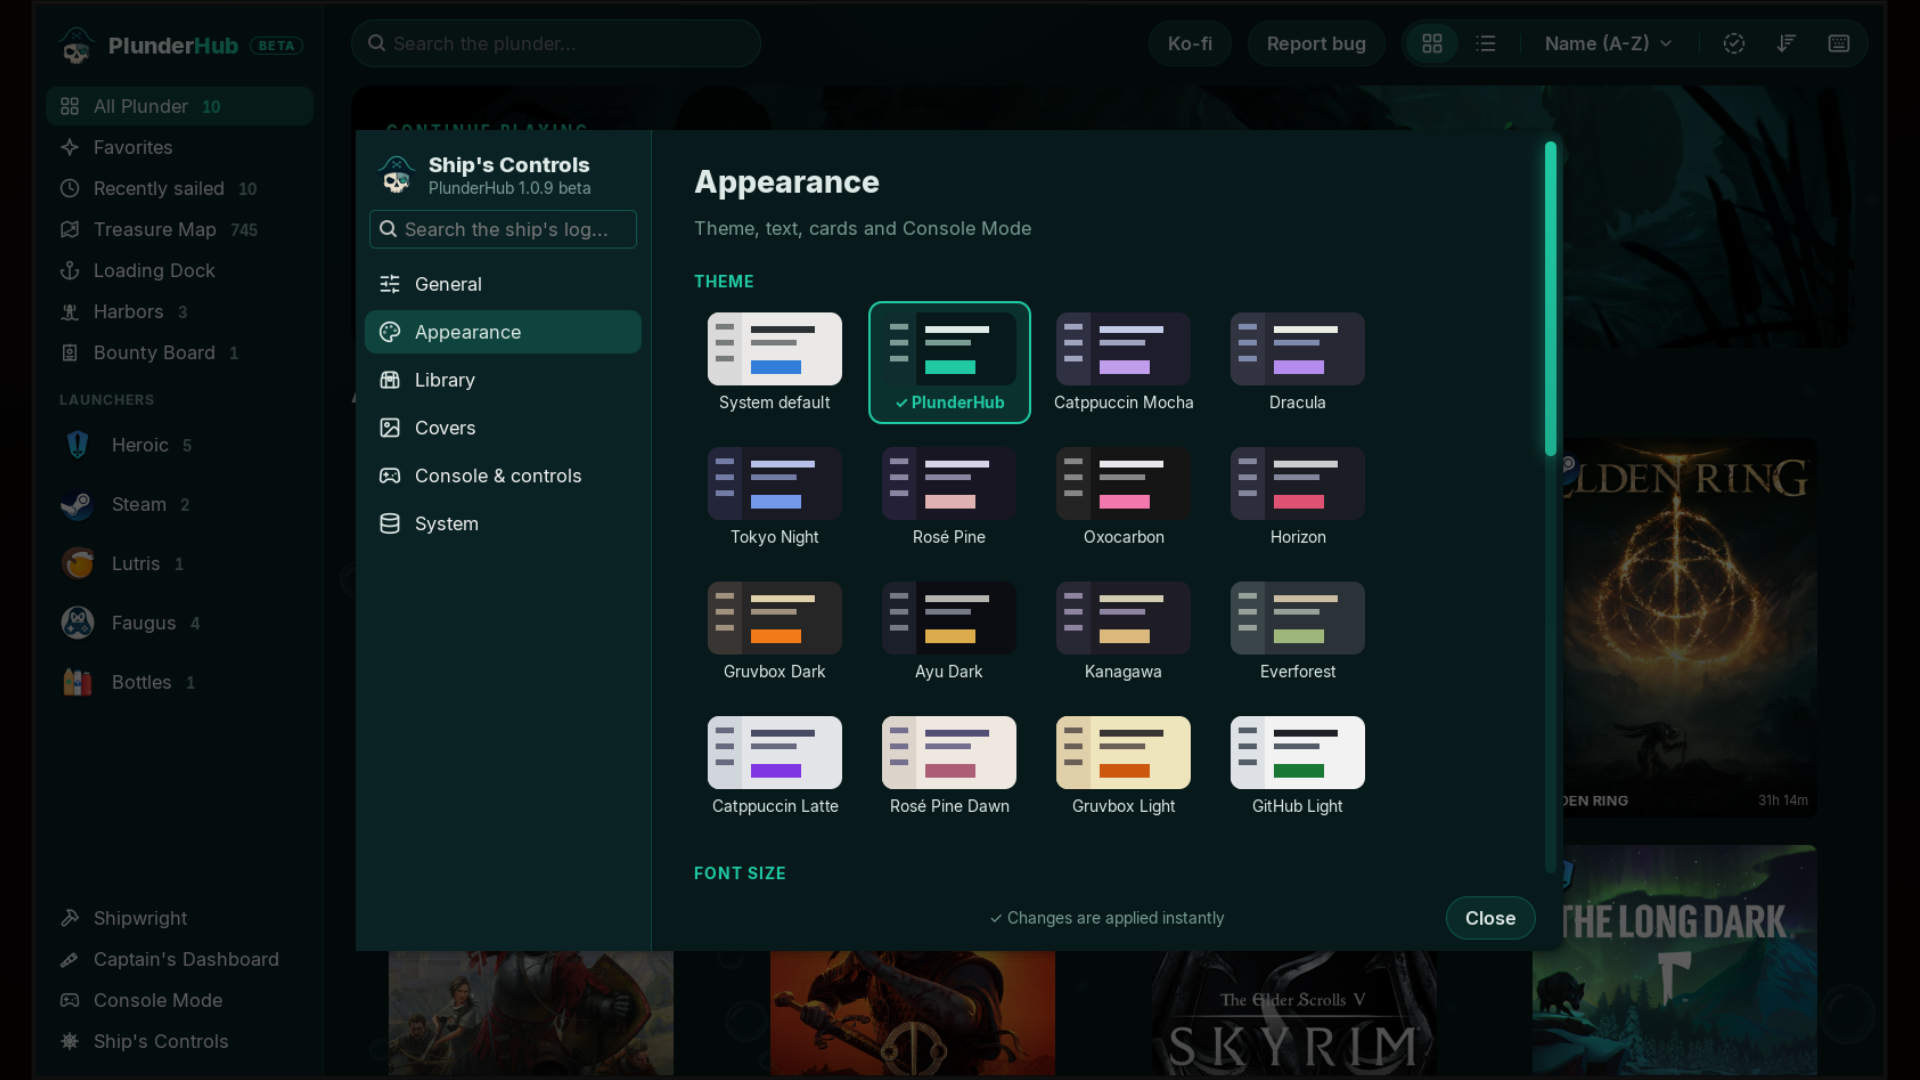 PlunderHub BETA
Search the plunder...
Ko-fi
Report bug
Name (A-Z)
All Plunder 10
Favorites
Recently sailed 10
Treasure Map 745
Loading Dock
Harbors 3
Bounty Board 1
LAUNCHERS
Heroic 5
Steam 2
Lutris 1
Faugus 4
Bottles 1
Shipwright
Captain's Dashboard
Console Mode
Ship's Controls
CONTINUE PLAYING
Ship's Controls
PlunderHub 1.0.9 beta
Search the ship's log...
General
Appearance
Library
Covers
Console & controls
System
Appearance
Theme, text, cards and Console Mode
THEME
System default
✓ PlunderHub
Catppuccin Mocha
Dracula
Tokyo Night
Rosé Pine
Oxocarbon
Horizon
Gruvbox Dark
Ayu Dark
Kanagawa
Everforest
Catppuccin Latte
Rosé Pine Dawn
Gruvbox Light
GitHub Light
FONT SIZE
✓ Changes are applied instantly
Close
ELDEN RING
DEN RING 31h 14m
THE LONG DARK
The Elder Scrolls V
SKYRIM